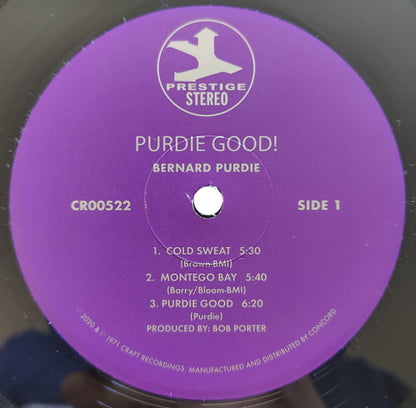 PRESTIGE
STEREO
PURDIE GOOD!
BERNARD PURDIE
CR00522
SIDE 1
1. COLD SWEAT 5:30
(Brown-BMI)
2. MONTEGO BAY 5:40
(Barry/Bloom-BMI)
3. PURDIE GOOD 6:20
(Purdie)
PRODUCED BY: BOB PORTER
© 2020 & ℗ 1971 CRAFT RECORDINGS. MANUFACTURED AND DISTRIBUTED BY CONCORD.